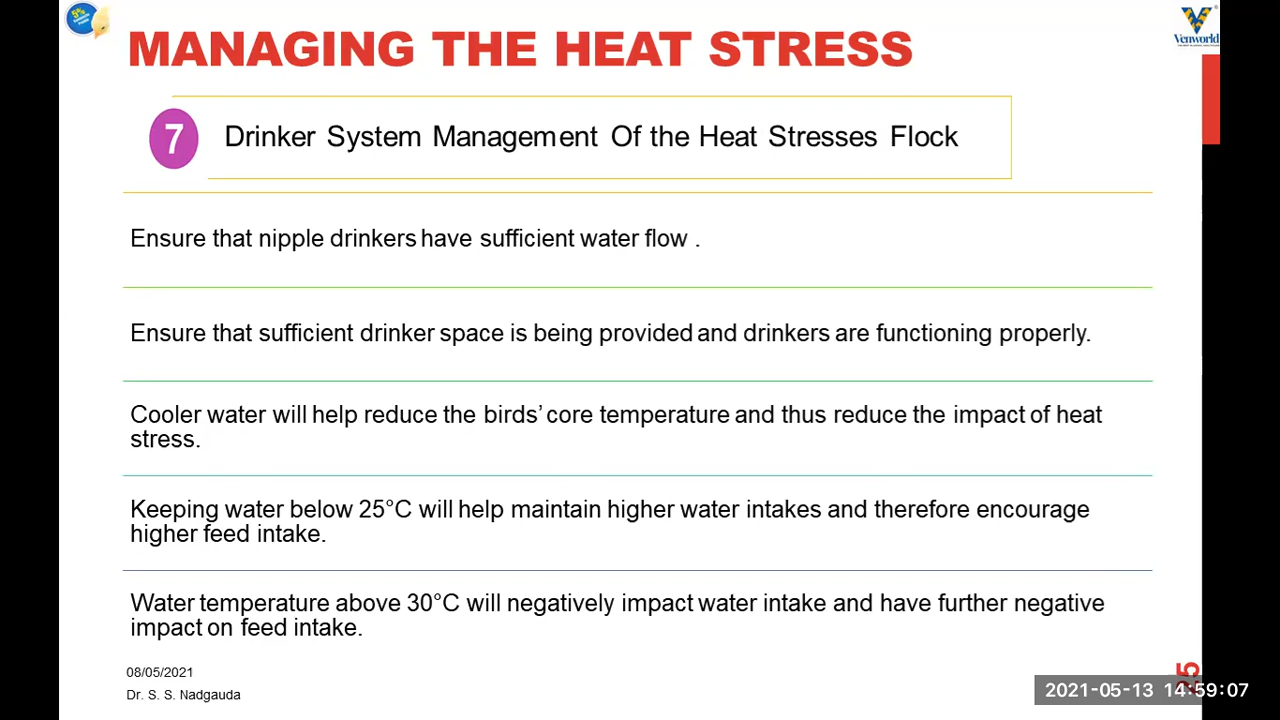 5%
Venworld
MANAGING THE HEAT STRESS
7
Drinker System Management Of the Heat Stresses Flock
Ensure that nipple drinkers have sufficient water flow .
Ensure that sufficient drinker space is being provided and drinkers are functioning properly.
Cooler water will help reduce the birds’ core temperature and thus reduce the impact of heat
stress.
Keeping water below 25°C will help maintain higher water intakes and therefore encourage
higher feed intake.
Water temperature above 30°C will negatively impact water intake and have further negative
impact on feed intake.
08/05/2021
Dr. S. S. Nadgauda
2021-05-13 14:59:07